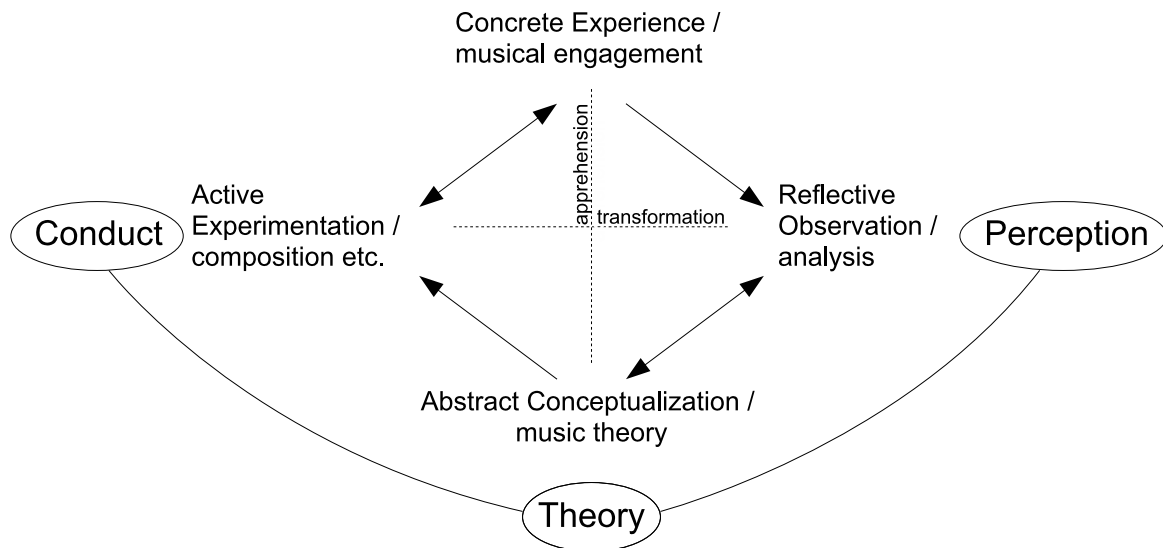 Concrete Experience /
musical engagement
apprehension
transformation
Active
Experimentation /
composition etc.
Conduct
Reflective
Observation /
analysis
Perception
Abstract Conceptualization /
music theory
Theory